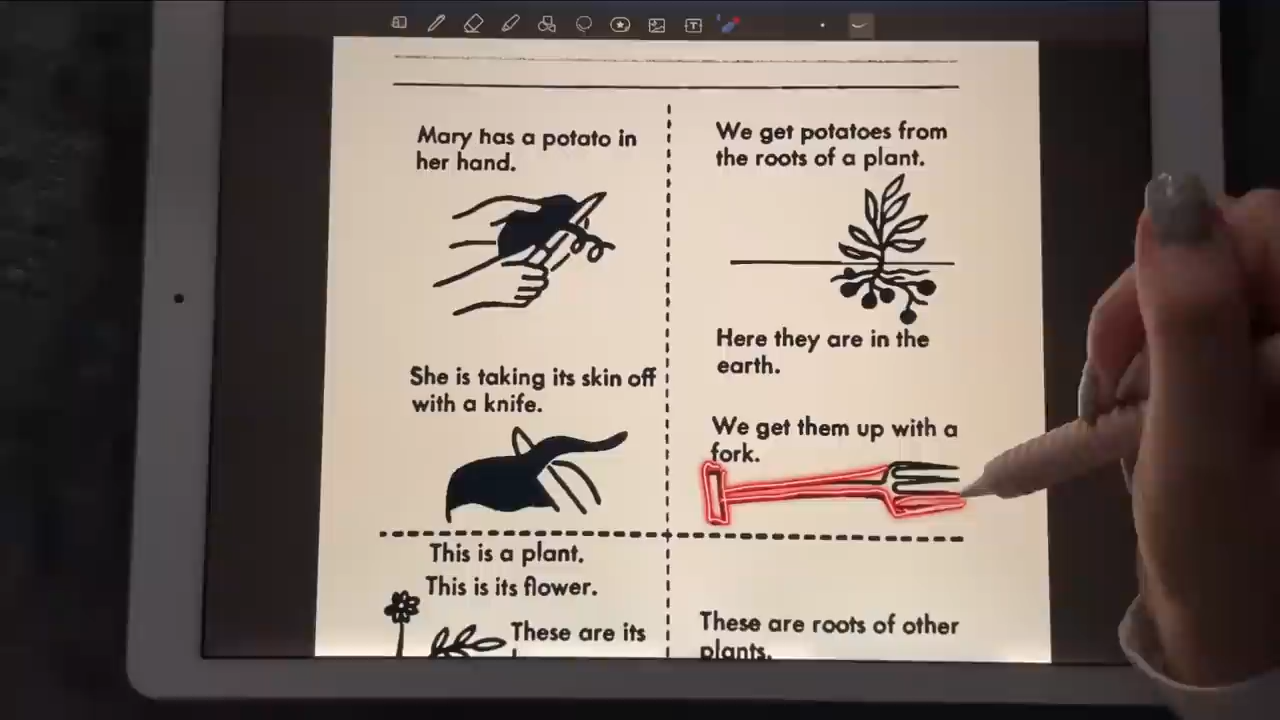 Mary has a potato in
her hand.
She is taking its skin off
with a knife.
We get potatoes from
the roots of a plant.
Here they are in the
earth.
We get them up with a
fork.
This is a plant.
This is its flower.
These are its
These are roots of other
plants.